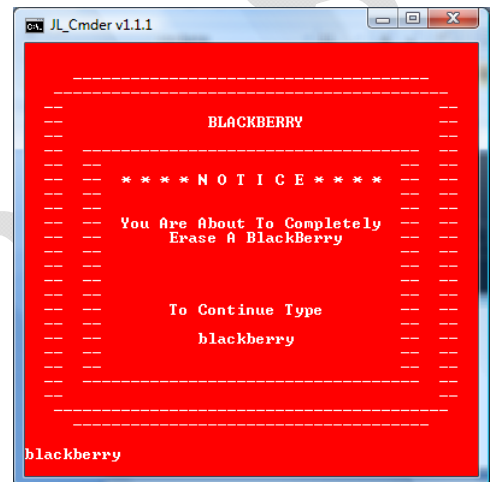 JL_Cmder v1.1.1
BLACKBERRY
* * * * N O T I C E * * * *
You Are About To Completely
Erase A BlackBerry
To Continue Type
blackberry
blackberry